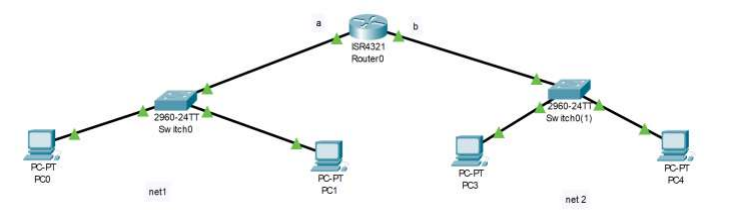 a
b
ISR4321
Router0
2960-24TT
Switch0
2960-24TT
Switch0(1)
PC-PT
PC0
PC-PT
PC1
PC-PT
PC3
PC-PT
PC4
net1
net 2